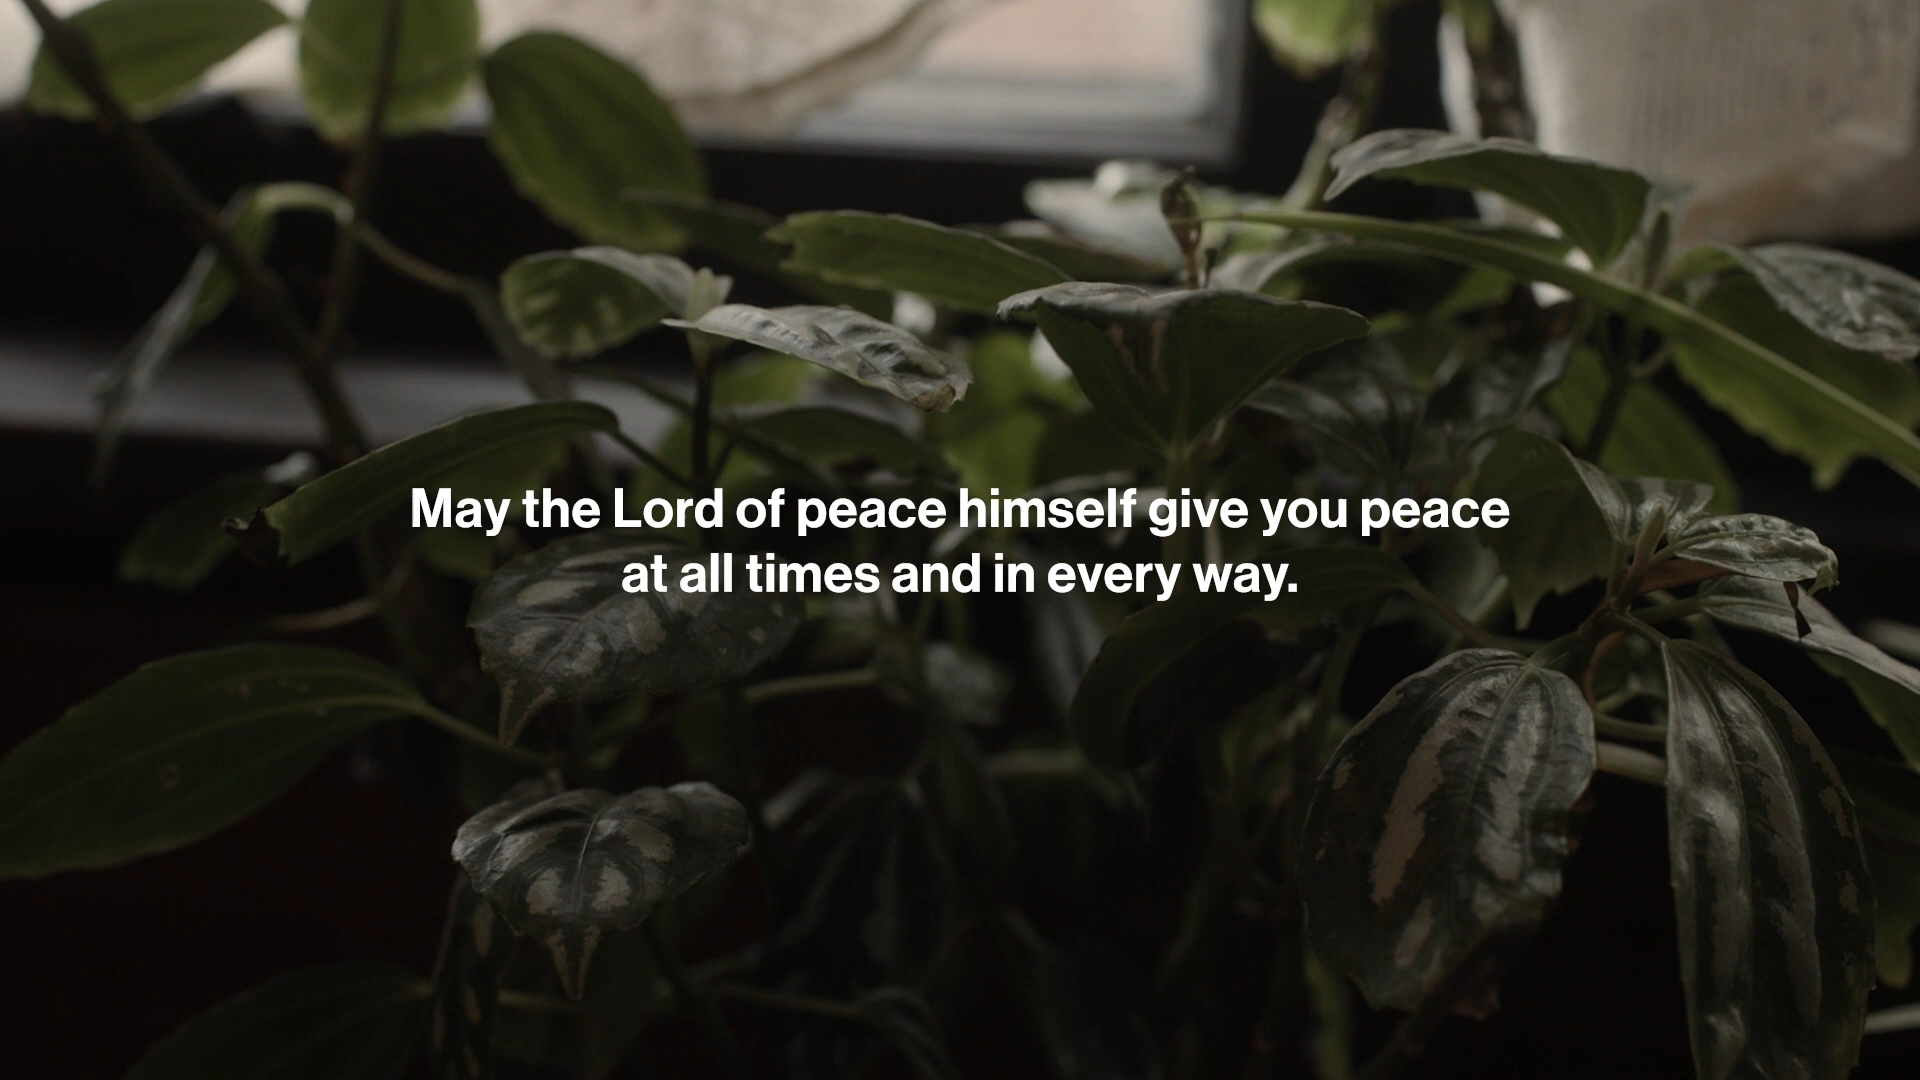 May the Lord of peace himself give you peace
at all times and in every way.